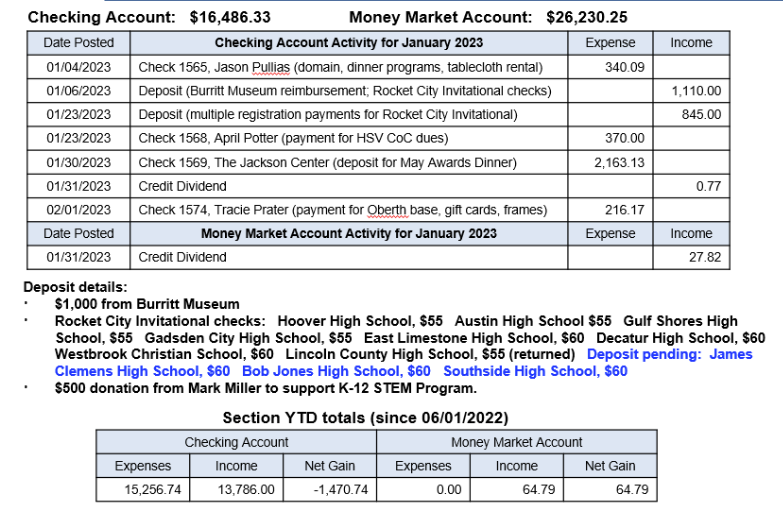 Checking Account: $16,486.33 Money Market Account: $26,230.25
Date Posted Checking Account Activity for January 2023 Expense Income
01/04/2023 Check 1565, Jason Pullias (domain, dinner programs, tablecloth rental) 340.09
01/06/2023 Deposit (Burritt Museum reimbursement; Rocket City Invitational checks) 1,110.00
01/23/2023 Deposit (multiple registration payments for Rocket City Invitational) 845.00
01/23/2023 Check 1568, April Potter (payment for HSV CoC dues) 370.00
01/30/2023 Check 1569, The Jackson Center (deposit for May Awards Dinner) 2,163.13
01/31/2023 Credit Dividend 0.77
02/01/2023 Check 1574, Tracie Prater (payment for Oberth base, gift cards, frames) 216.17
Date Posted Money Market Account Activity for January 2023 Expense Income
01/31/2023 Credit Dividend 27.82
Deposit details:
· $1,000 from Burritt Museum
· Rocket City Invitational checks: Hoover High School, $55 Austin High School $55 Gulf Shores High
School, $55 Gadsden City High School, $55 East Limestone High School, $60 Decatur High School, $60
Westbrook Christian School, $60 Lincoln County High School, $55 (returned) Deposit pending: James
Clemens High School, $60 Bob Jones High School, $60 Southside High School, $60
· $500 donation from Mark Miller to support K-12 STEM Program.
Section YTD totals (since 06/01/2022)
Checking Account Money Market Account
Expenses Income Net Gain Expenses Income Net Gain
15,256.74 13,786.00 -1,470.74 0.00 64.79 64.79